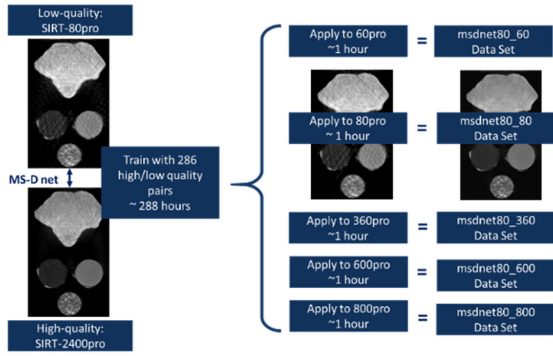 Low-quality:
SIRT-80pro
MS-D net
Train with 286
high/low quality
pairs
~ 288 hours
High-quality:
SIRT-2400pro
Apply to 60pro
~1 hour
=
msdnet80_60
Data Set
Apply to 80pro
~ 1 hour
=
msdnet80_80
Data Set
Apply to 360pro
~1 hour
=
msdnet80_360
Data Set
Apply to 600pro
~1 hour
=
msdnet80_600
Data Set
Apply to 800pro
~1 hour
=
msdnet80_800
Data Set